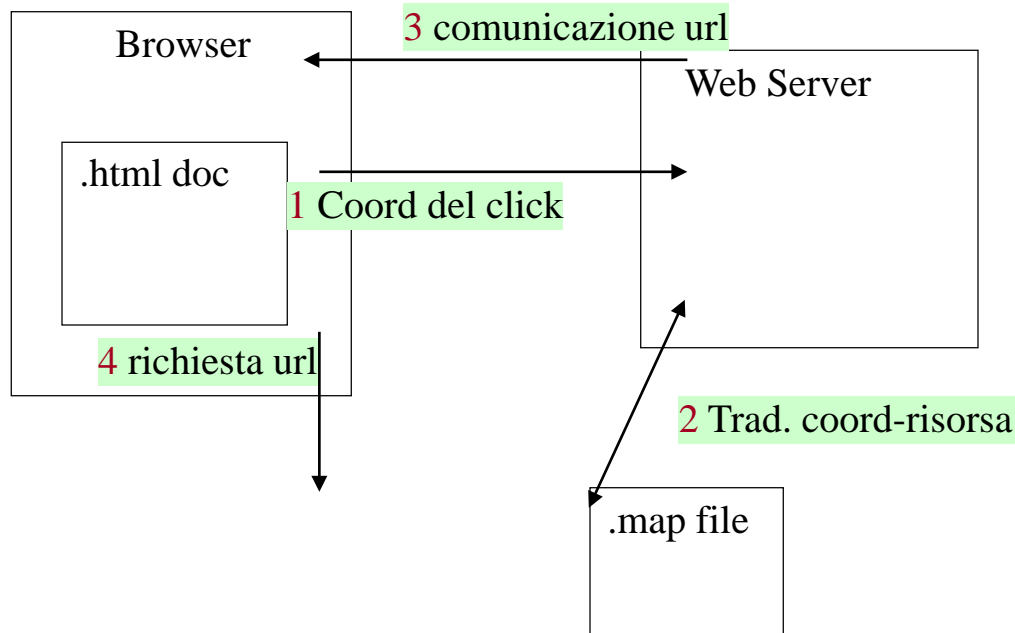 3 comunicazione url
Browser
Web Server
.html doc
1 Coord del click
4 richiesta url
2 Trad. coord-risorsa
.map file